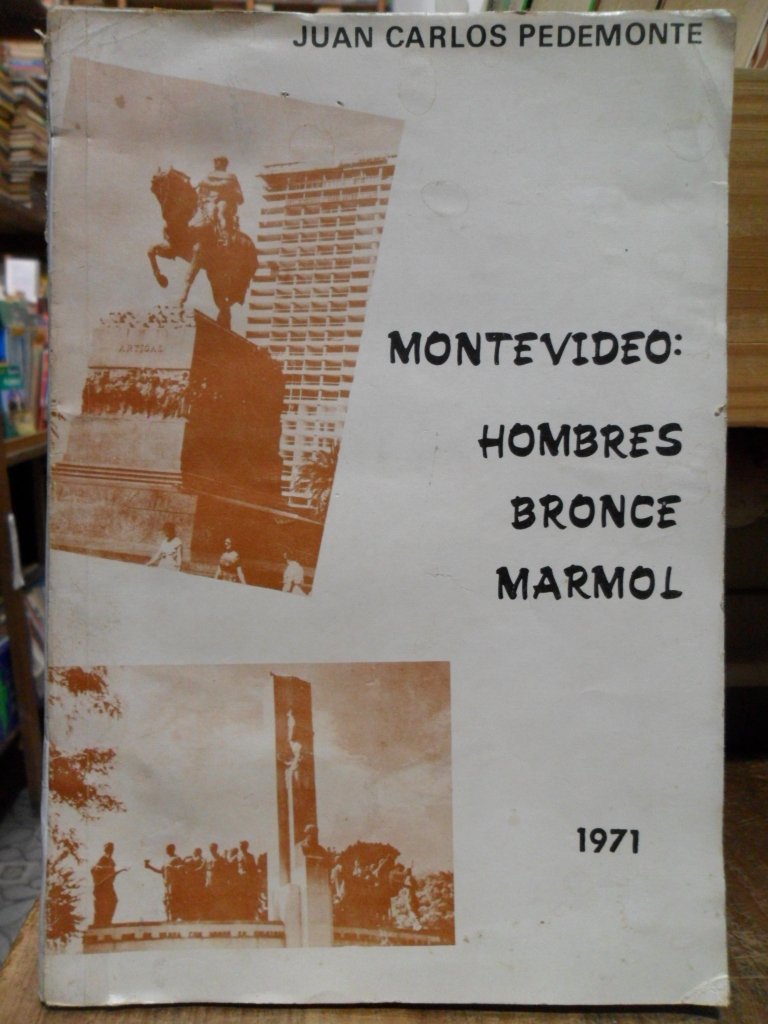 JUAN CARLOS PEDEMONTE
ARTIGAS
MONTEVIDEO:
HOMBRES
BRONCE
MARMOL
1971